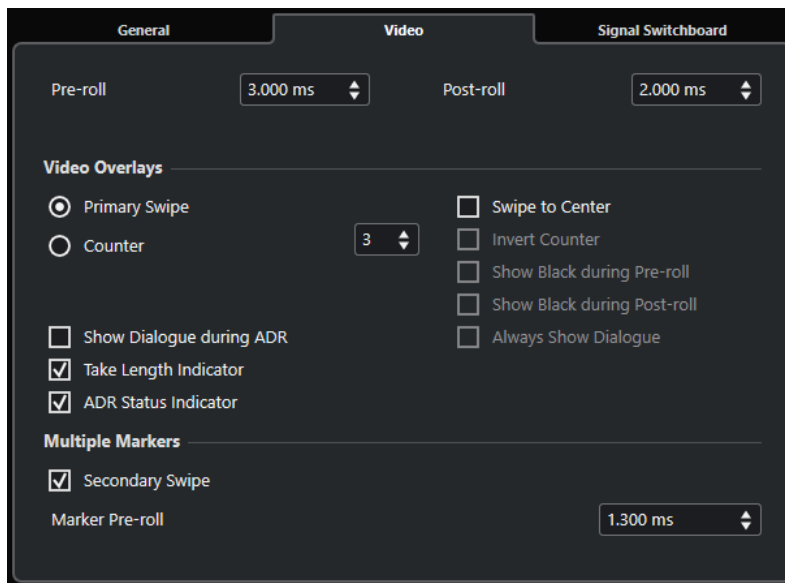 General Video Signal Switchboard
Pre-roll 3.000 ms Post-roll 2.000 ms
Video Overlays
Primary Swipe Swipe to Center
Counter 3 Invert Counter
Show Black during Pre-roll
Show Black during Post-roll
Show Dialogue during ADR Always Show Dialogue
Take Length Indicator
ADR Status Indicator
Multiple Markers
Secondary Swipe
Marker Pre-roll 1.300 ms